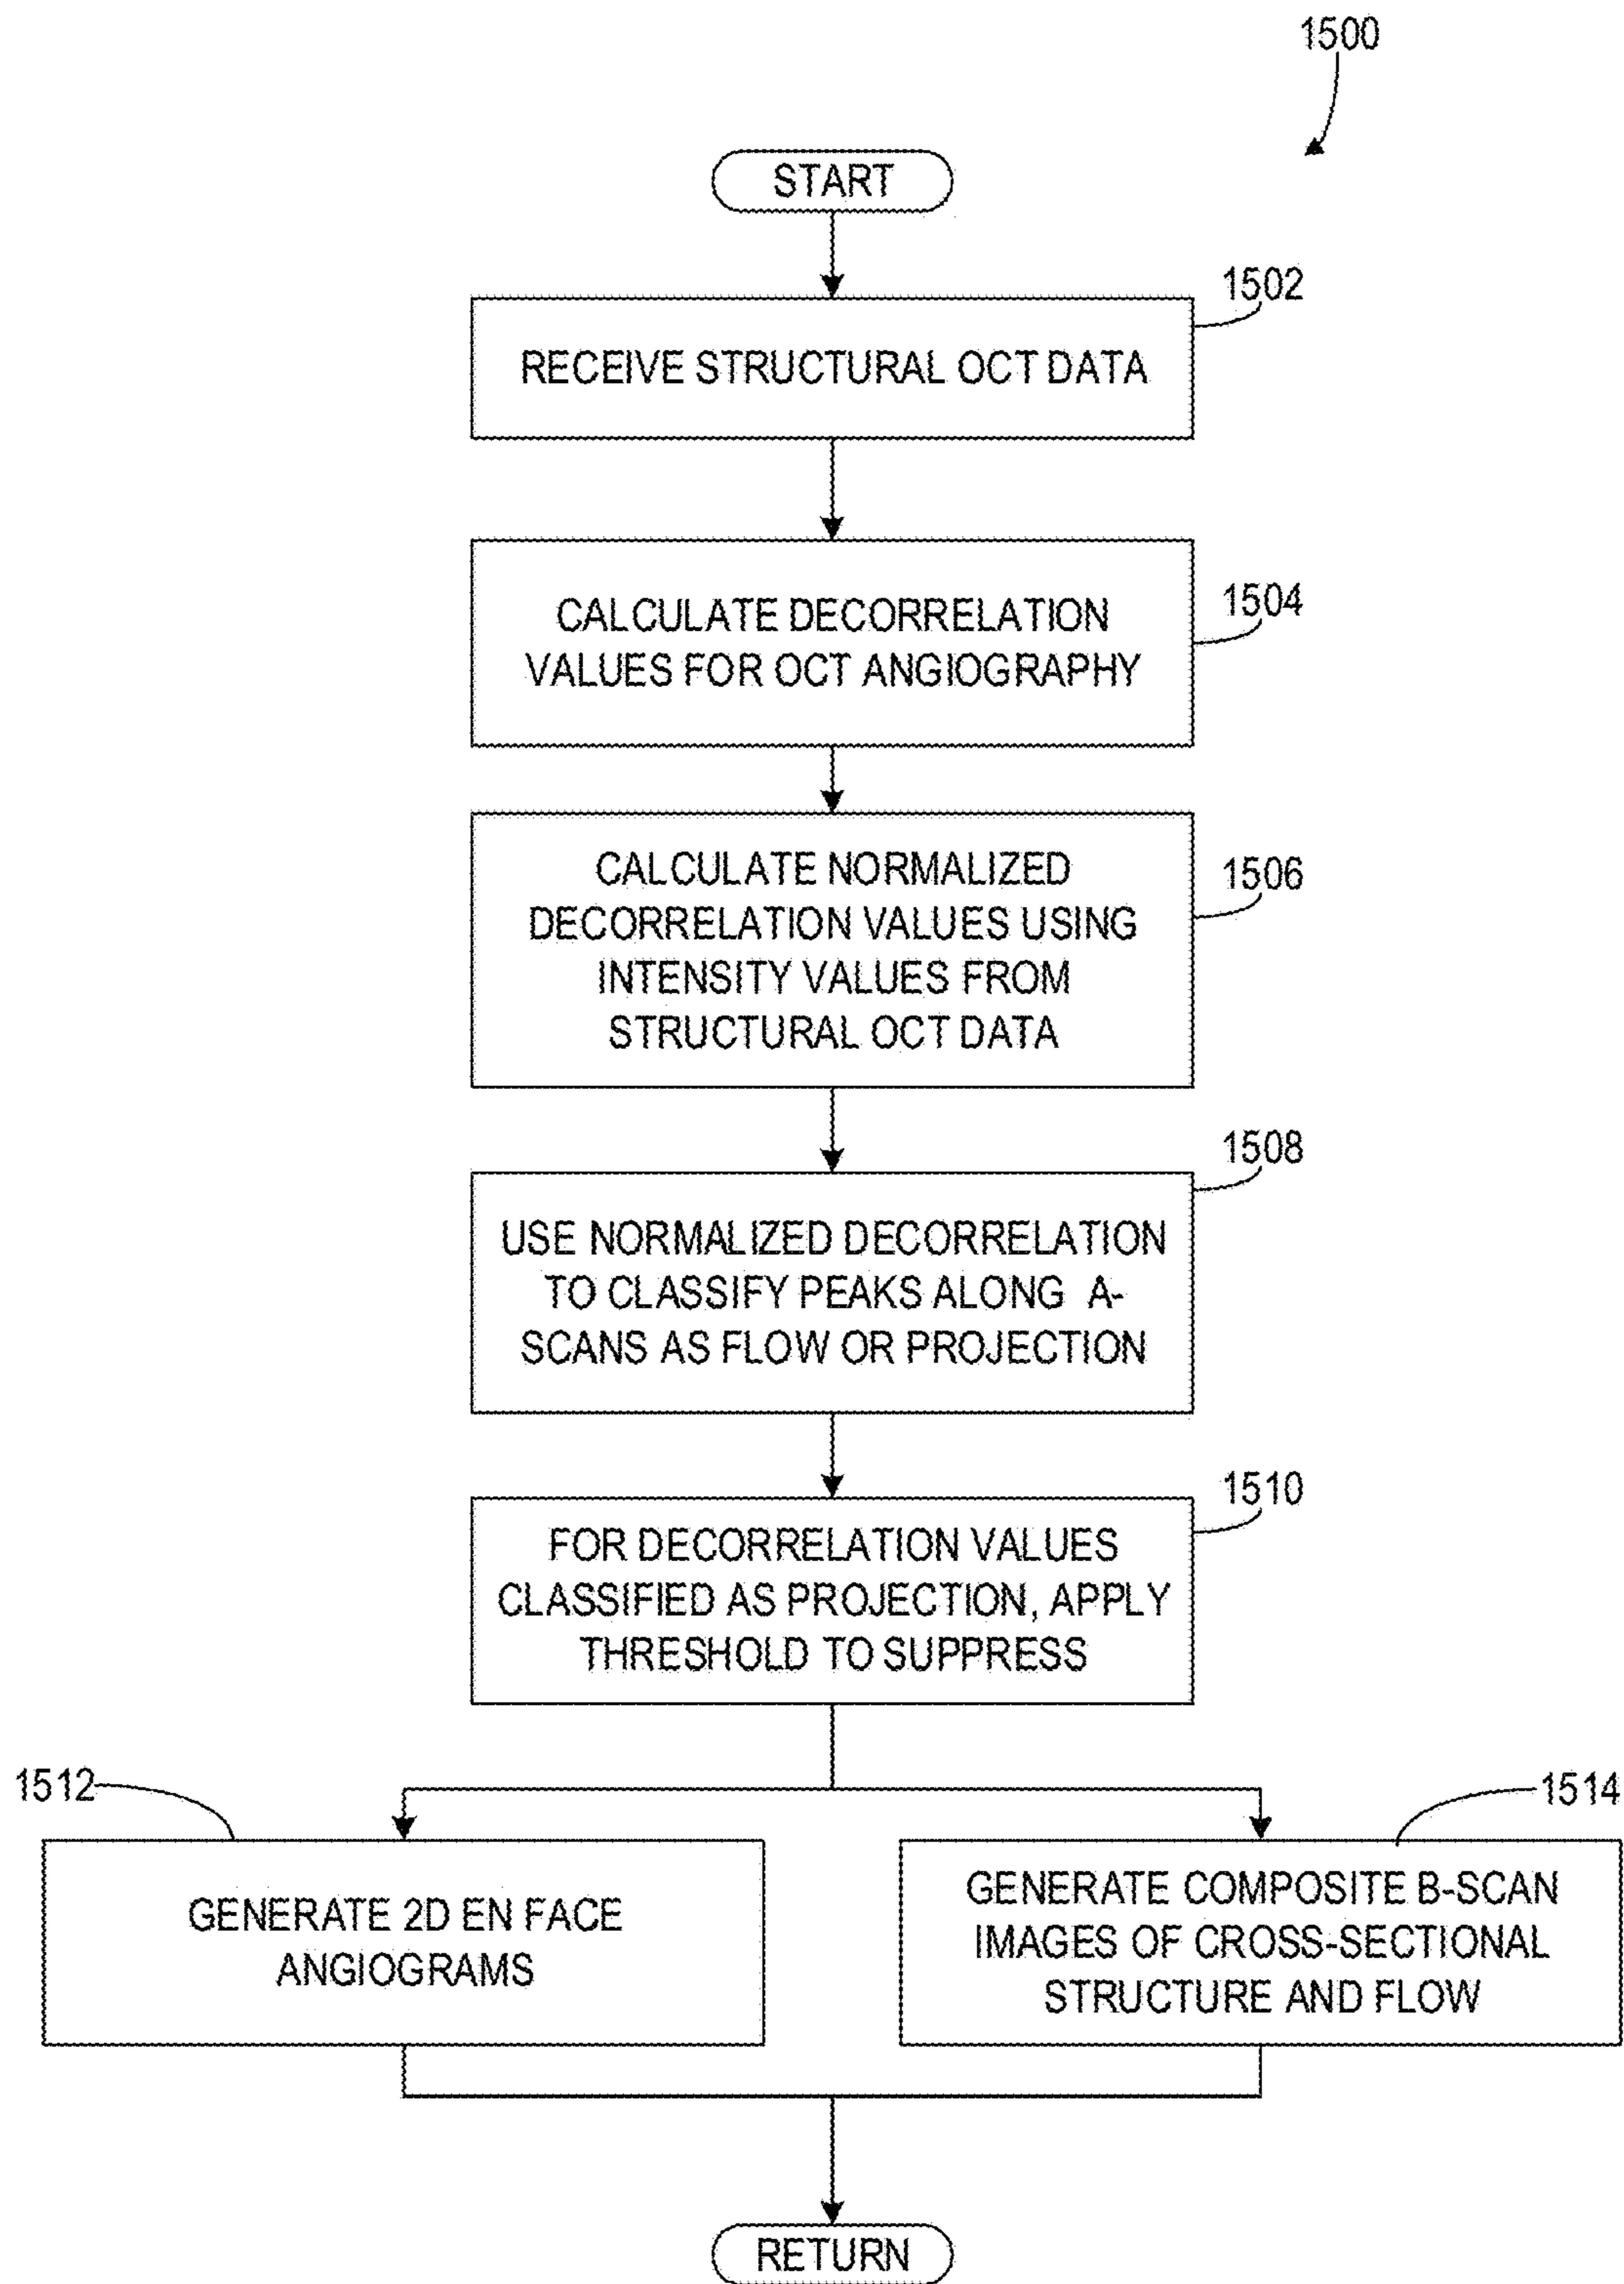 1500
START
1502
RECEIVE STRUCTURAL OCT DATA
1504
CALCULATE DECORRELATION
VALUES FOR OCT ANGIOGRAPHY
1506
CALCULATE NORMALIZED
DECORRELATION VALUES USING
INTENSITY VALUES FROM
STRUCTURAL OCT DATA
1508
USE NORMALIZED DECORRELATION
TO CLASSIFY PEAKS ALONG A-
SCANS AS FLOW OR PROJECTION
1510
FOR DECORRELATION VALUES
CLASSIFIED AS PROJECTION, APPLY
THRESHOLD TO SUPPRESS
1512
GENERATE 2D EN FACE
ANGIOGRAMS
1514
GENERATE COMPOSITE B-SCAN
IMAGES OF CROSS-SECTIONAL
STRUCTURE AND FLOW
RETURN